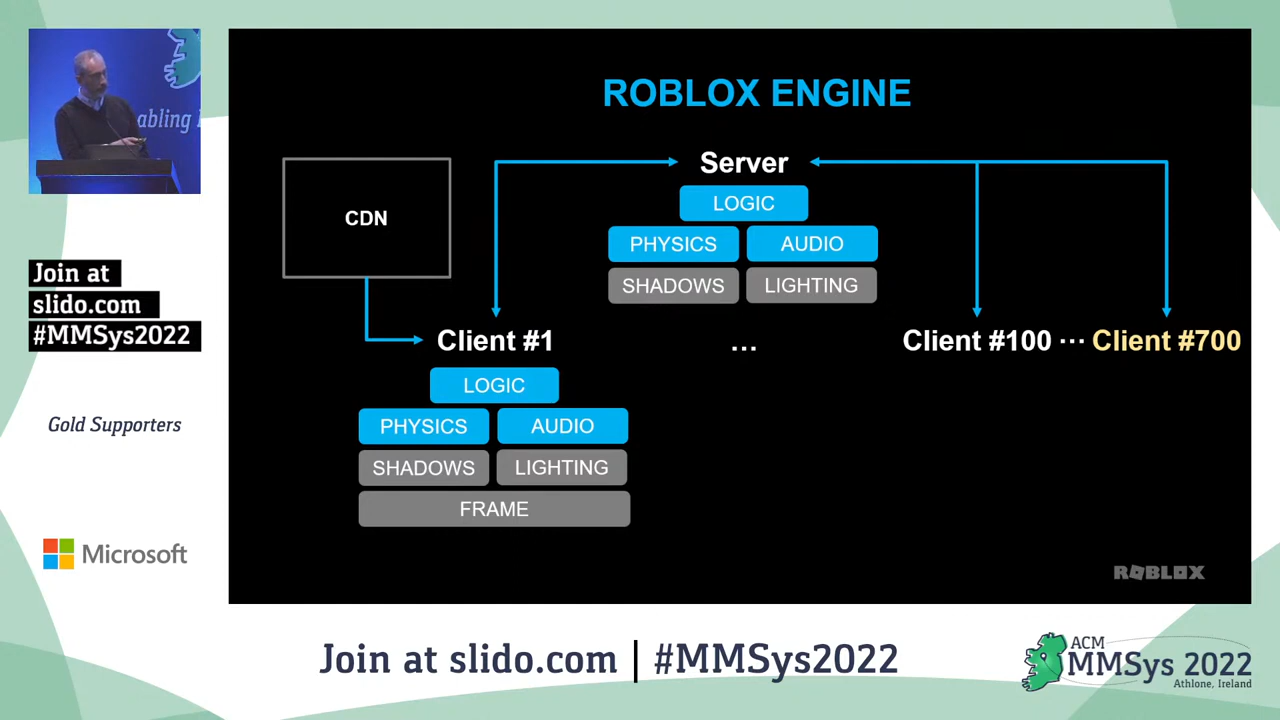 abling
Join at
slido.com
#MMSys2022
Gold Supporters
Microsoft
ROBLOX ENGINE
CDN
Server
LOGIC
PHYSICS AUDIO
SHADOWS LIGHTING
Client #1 ... Client #100 ... Client #700
LOGIC
PHYSICS AUDIO
SHADOWS LIGHTING
FRAME
ROBLOX
Join at slido.com | #MMSys2022
ACM
MMSys 2022
Athlone, Ireland